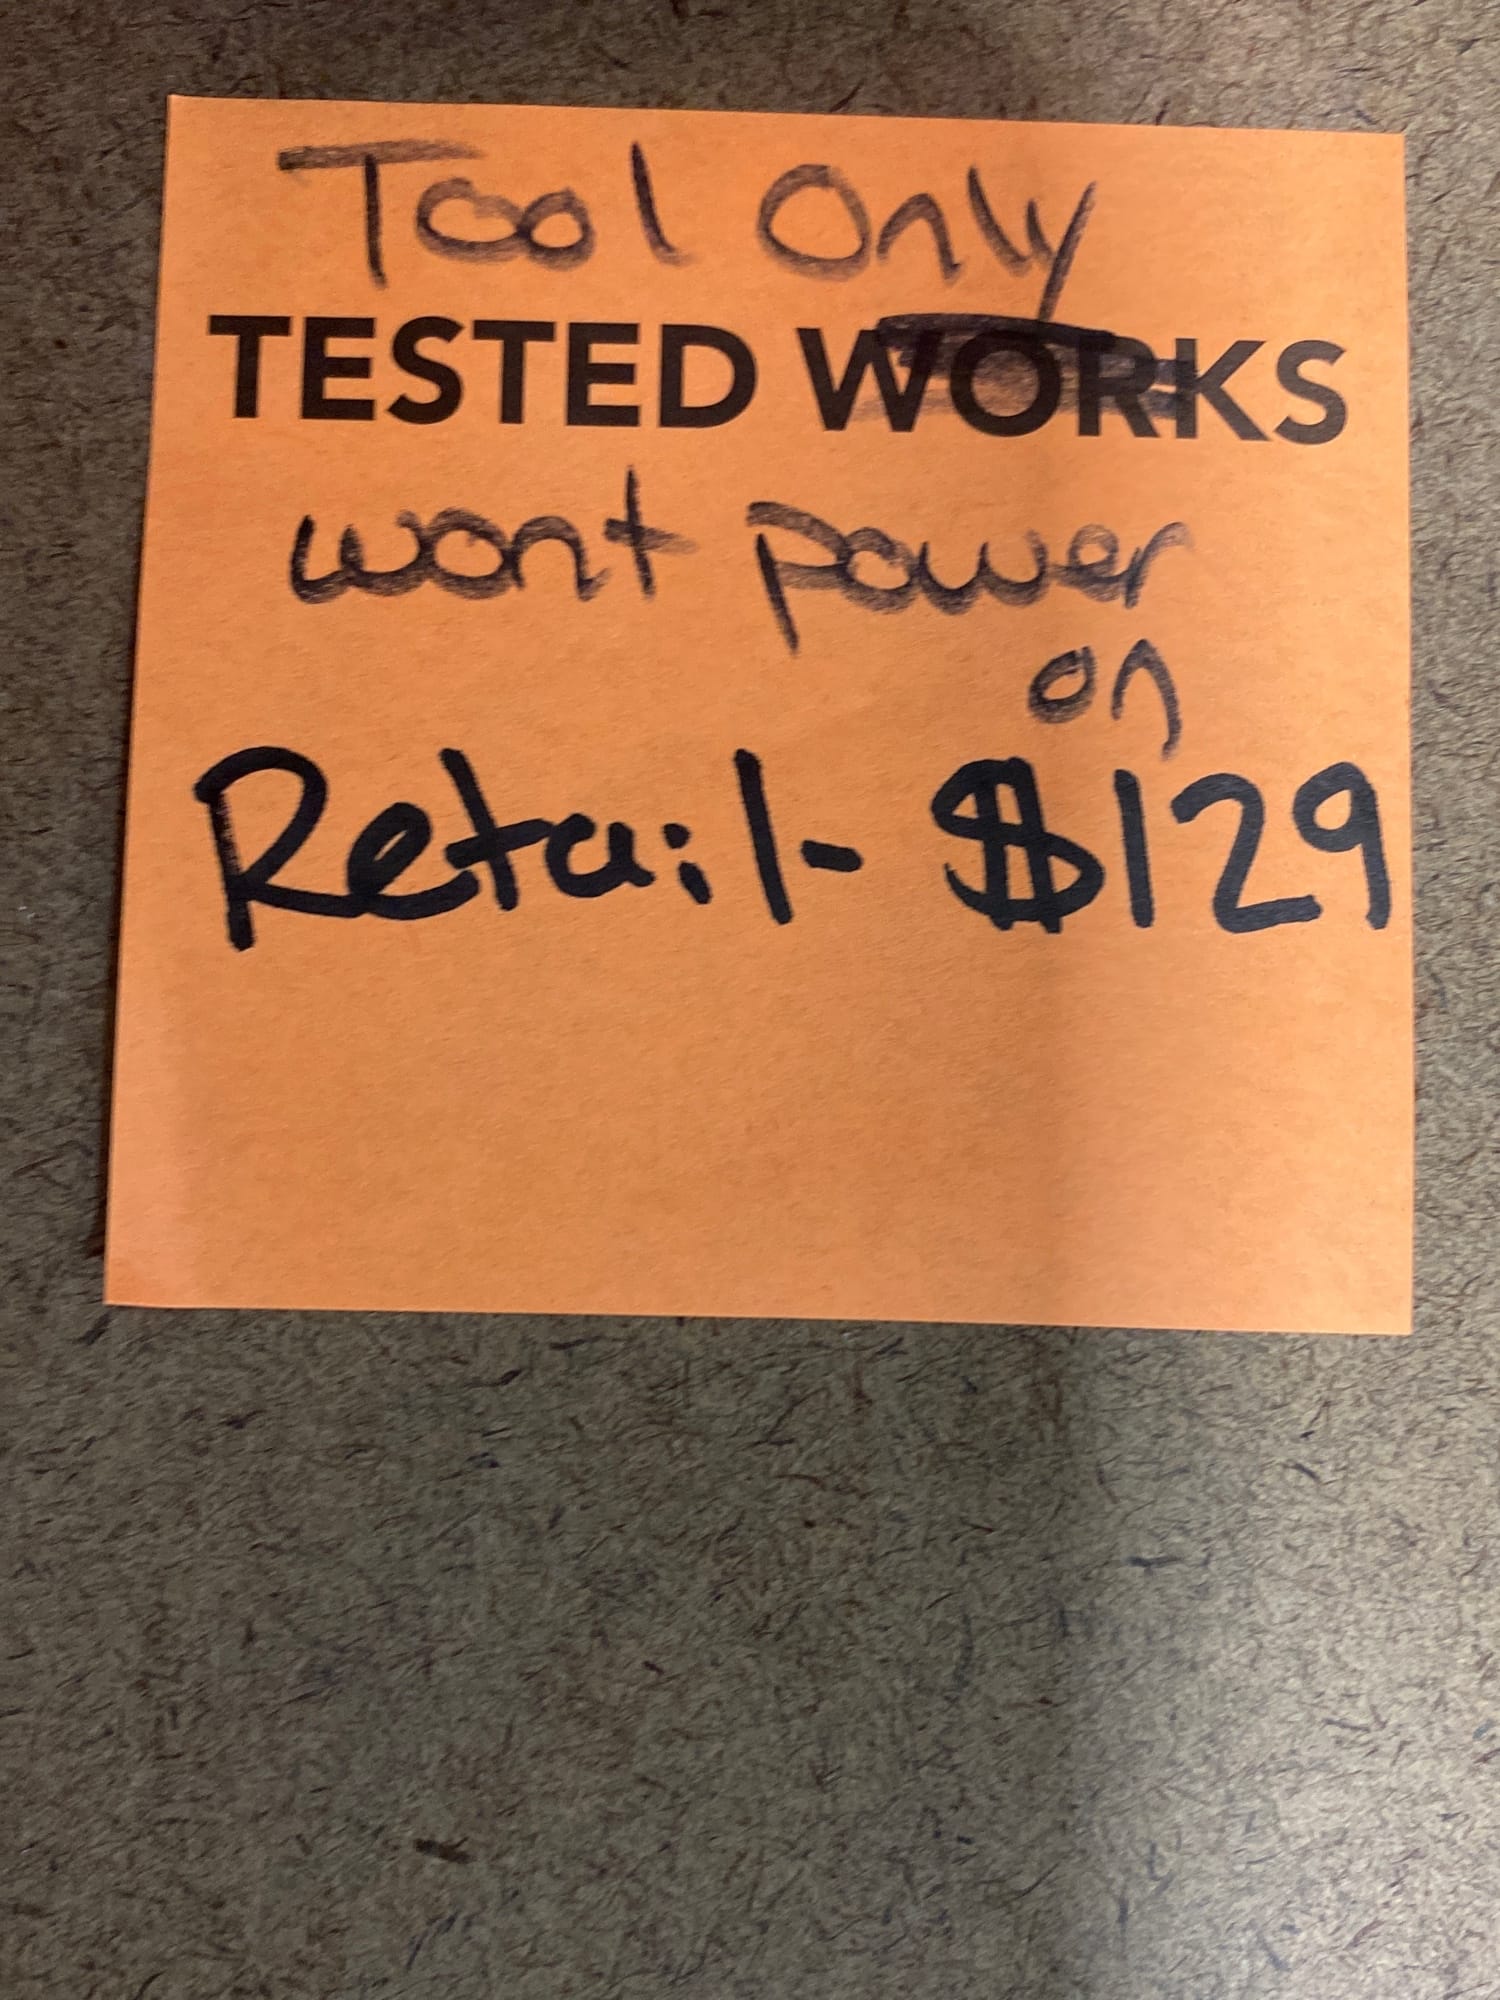 Tool Only
TESTED WORKS
wont power
on
Retail- $129